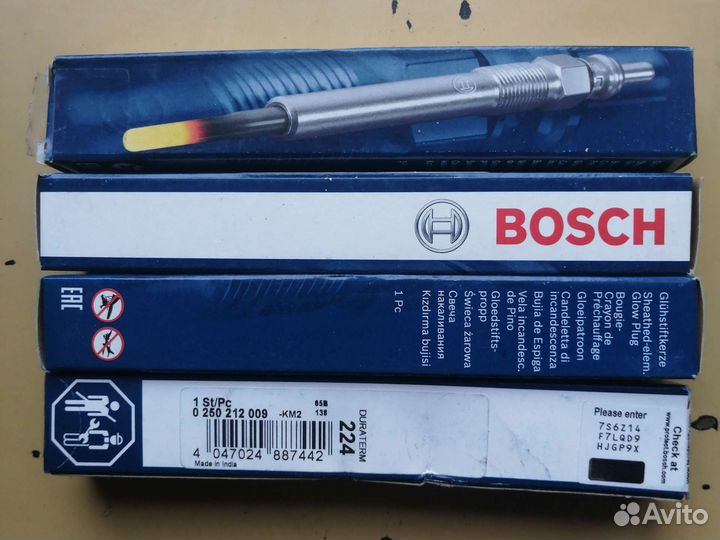 BOSCH
EAC
1 Pc
Glühstiftkerze
Sheathed-elem.
Glow Plug
Bougie-
Crayon de
Préchauffage
Gloeipatroon
Candeletta di
incandescenza
Bujia de Espiga
Vela incandesc.
de Pino
Gloedstifts-
propp
Świeca żarowa
Свеча
накаливания
Kızdırma bujisi
1 St/Pc
0 250 212 009
-KM2
65B
138
4 047024 887442
Made in India
DURATERM
224
Please enter
7S6Z14
F7LQD9
HJGP9X
Check at
www.protect.bosch.com
Avito